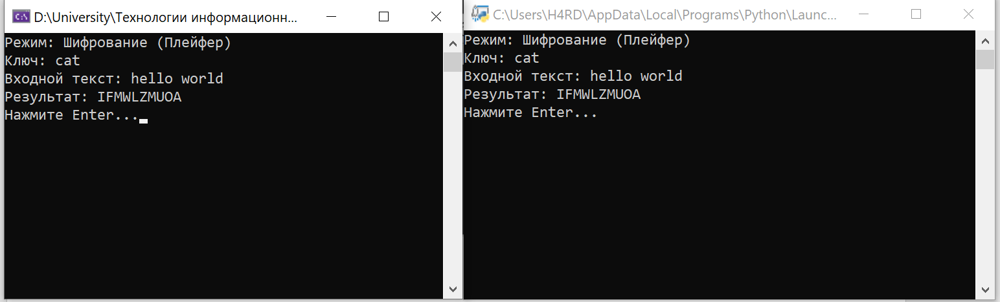 D:\University\Технологии информационн...
Режим: Шифрование (Плейфер)
Ключ: cat
Входной текст: hello world
Результат: IFMWLZMUOA
Нажмите Enter...
C:\Users\H4RD\AppData\Local\Programs\Python\Launc...
Режим: Шифрование (Плейфер)
Ключ: cat
Входной текст: hello world
Результат: IFMWLZMUOA
Нажмите Enter...